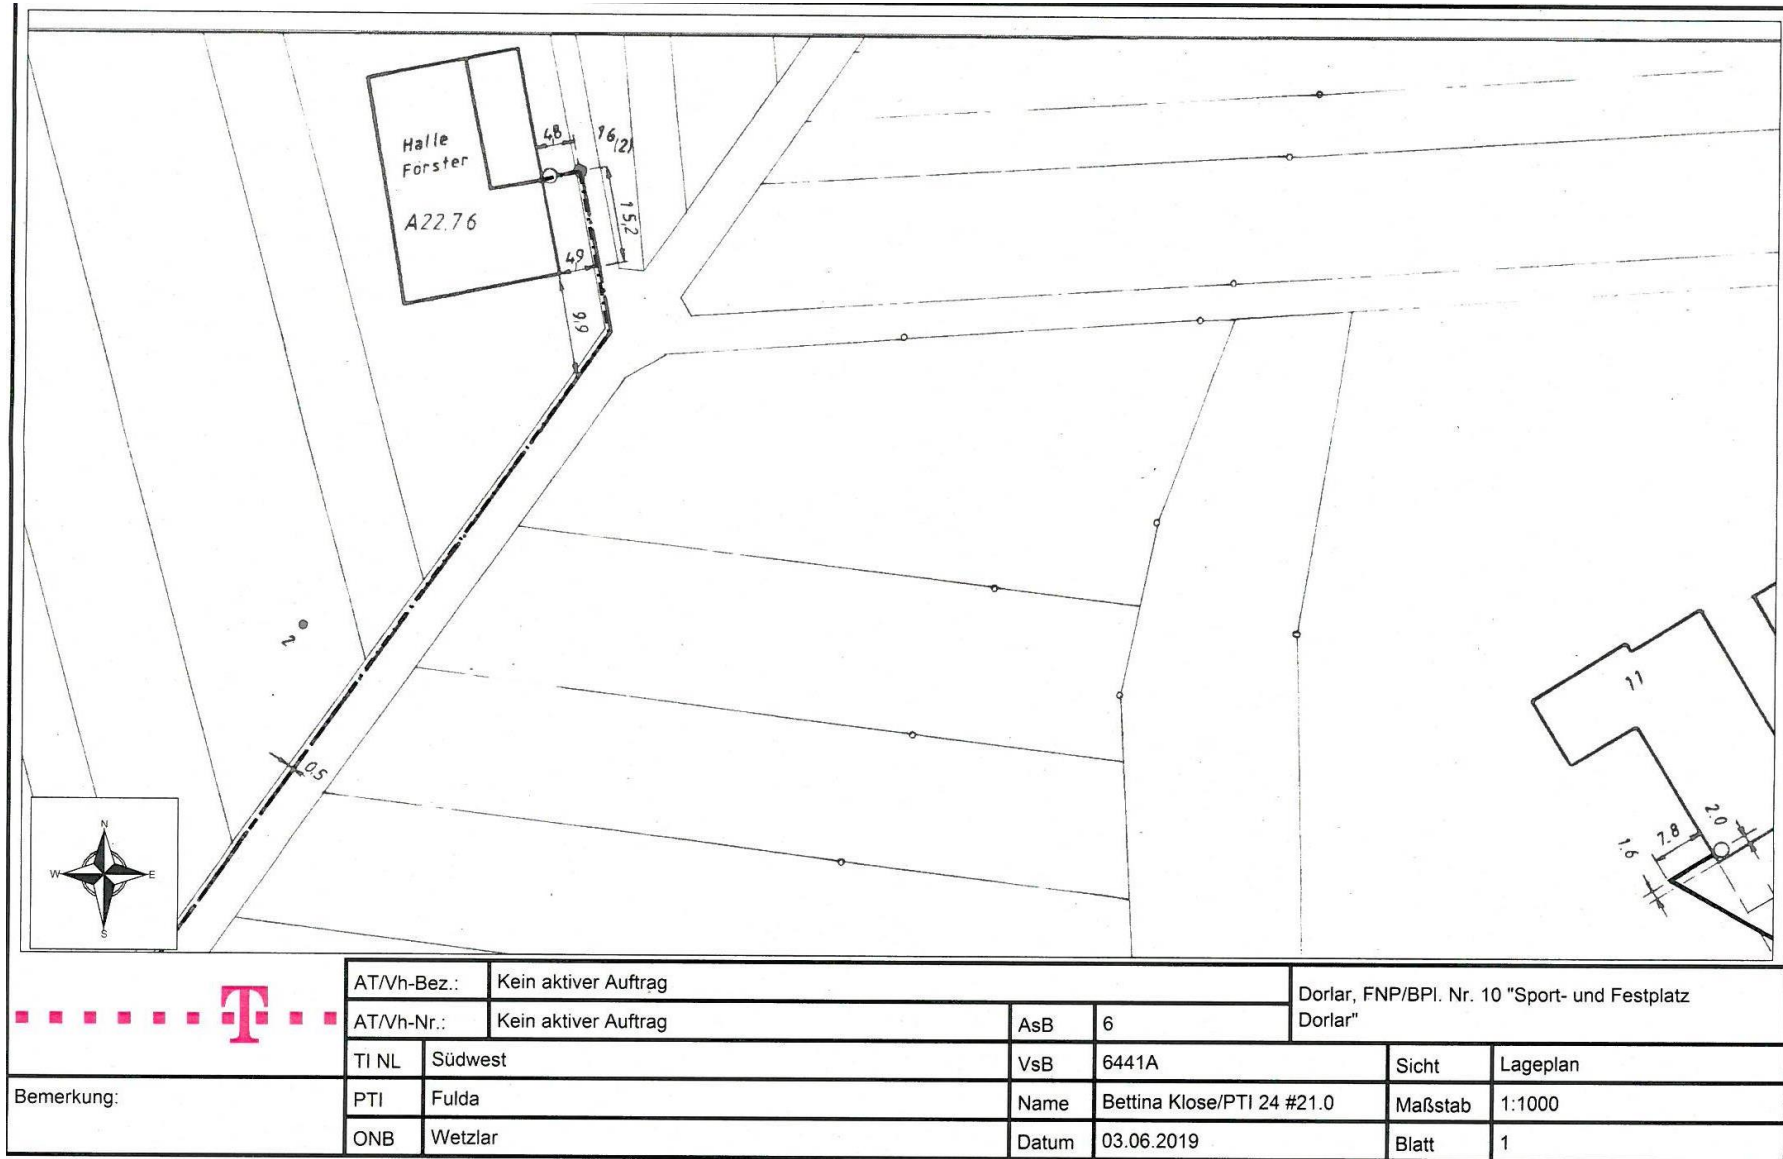 Halle
Förster
A22.76
4,8
16(2)
15,2
4,9
9,9
2
0.5
11
2.0
7.8
1.6
N
W
E
S
T
AT/Vh-Bez.: Kein aktiver Auftrag
Dorlar, FNP/BPl. Nr. 10 "Sport- und Festplatz
Dorlar"
AT/Vh-Nr.: Kein aktiver Auftrag AsB 6
TI NL Südwest VsB 6441A Sicht Lageplan
Bemerkung: PTI Fulda Name Bettina Klose/PTI 24 #21.0 Maßstab 1:1000
ONB Wetzlar Datum 03.06.2019 Blatt 1